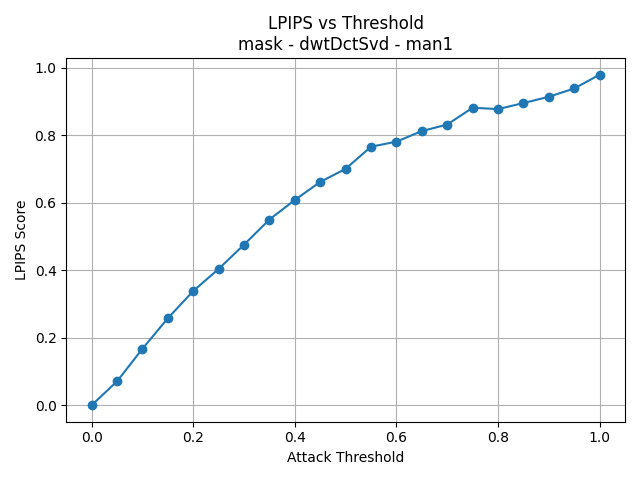 LPIPS vs Threshold
mask - dwtDctSvd - man1
LPIPS Score
1.0
0.8
0.6
0.4
0.2
0.0
0.0 0.2 0.4 0.6 0.8 1.0
Attack Threshold